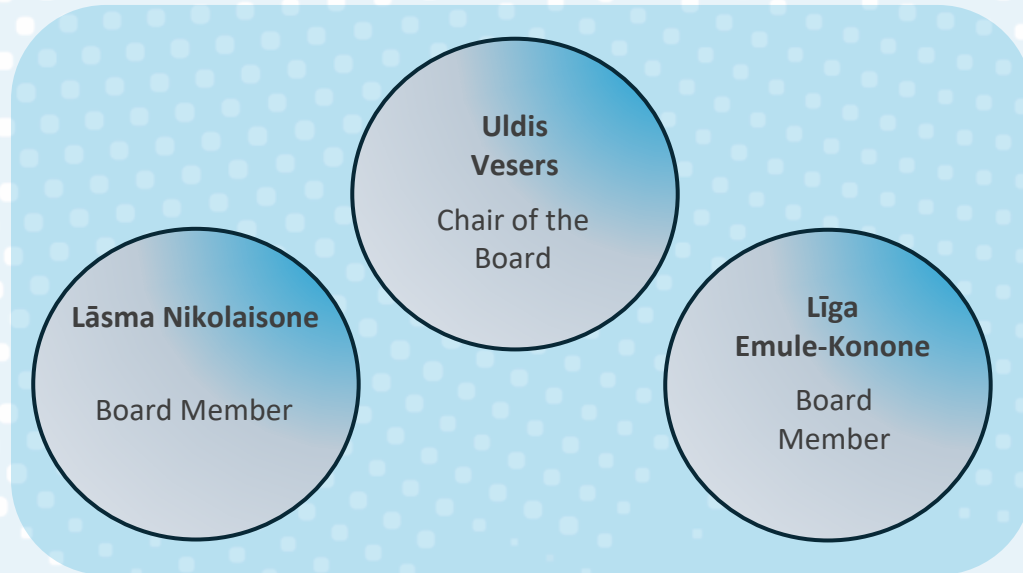 Uldis
Vesers
Chair of the
Board
Lāsma Nikolaisone
Board Member
Līga
Emule-Konone
Board
Member